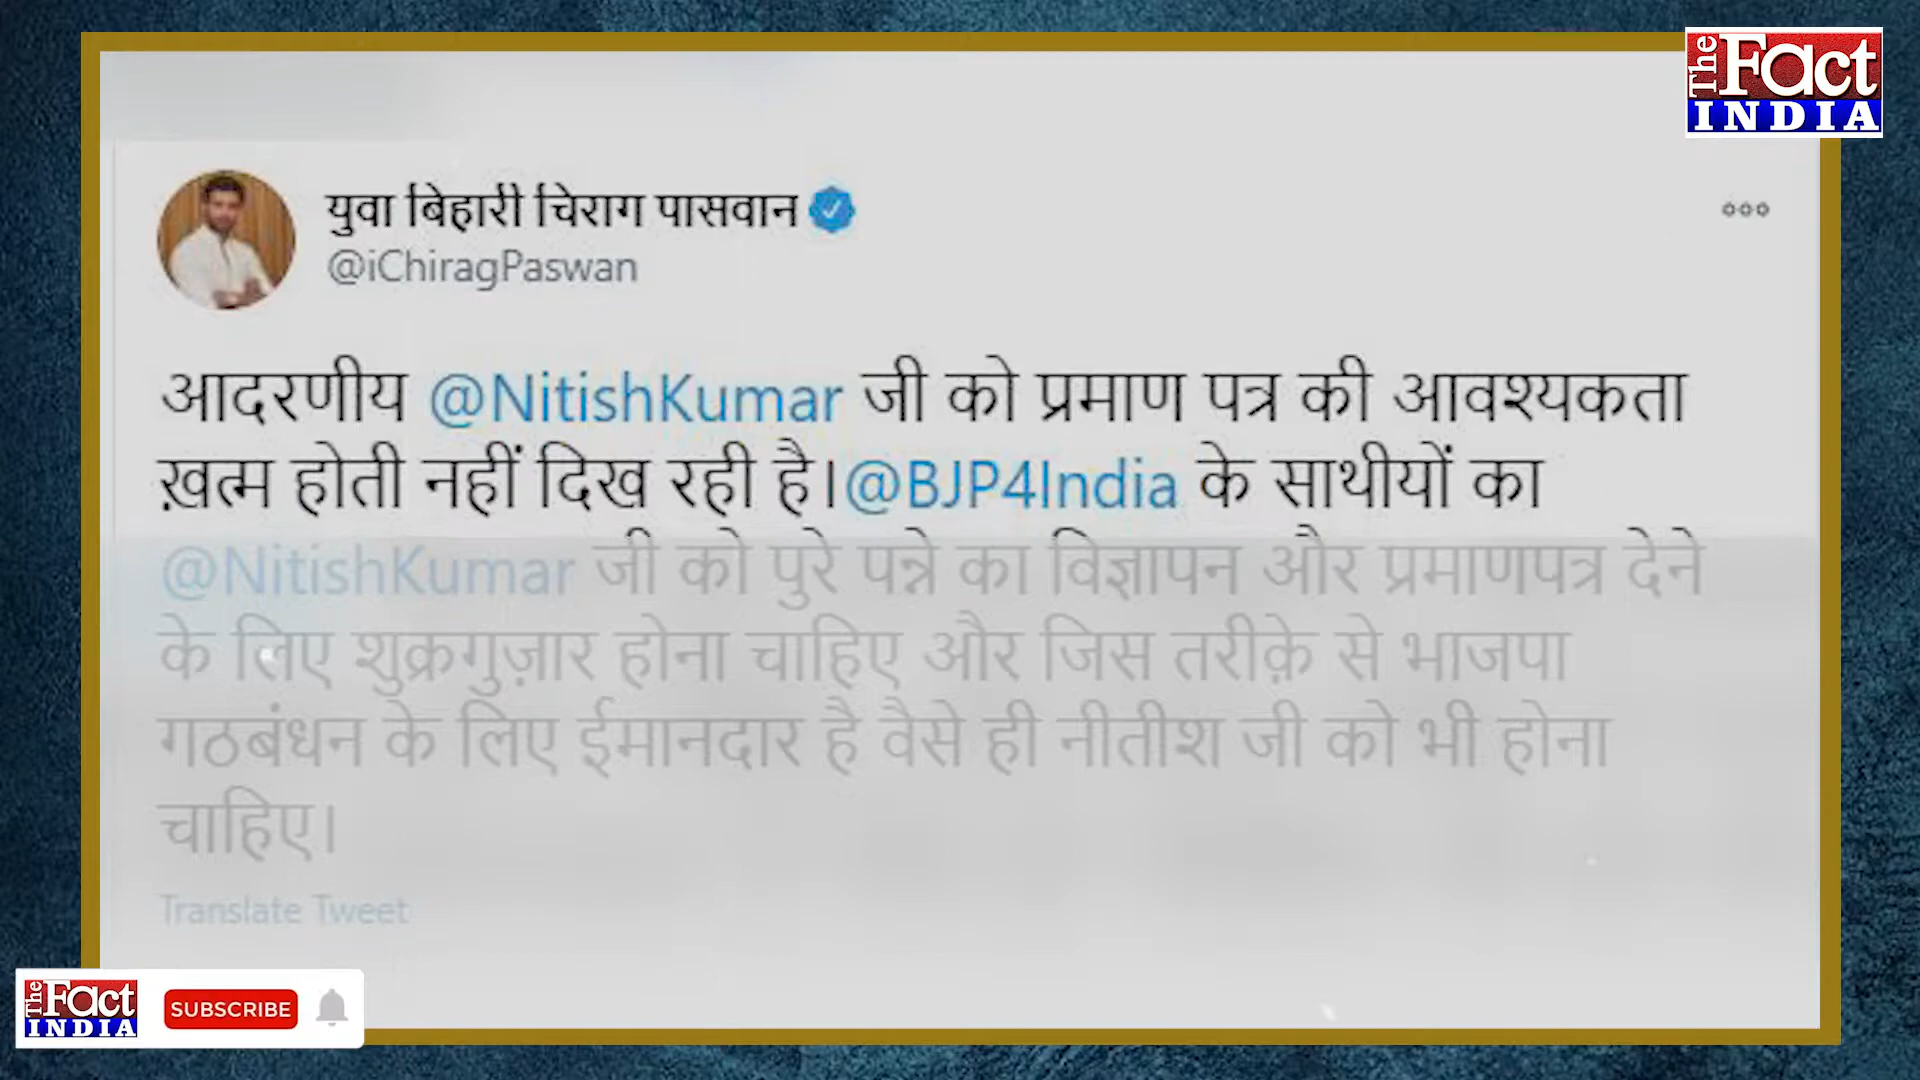 The Fact
INDIA
युवा बिहारी चिराग पासवान
@iChiragPaswan
आदरणीय @NitishKumar जी को प्रमाण पत्र की आवश्यकता
ख़त्म होती नहीं दिख रही है।@BJP4India के साथीयों का
@NitishKumar जी को पुरे पन्ने का विज्ञापन और प्रमाणपत्र देने
के लिए शुक्रगुज़ार होना चाहिए और जिस तरीक़े से भाजपा
गठबंधन के लिए ईमानदार है वैसे ही नीतीश जी को भी होना
चाहिए।
Translate Tweet
The Fact
INDIA
SUBSCRIBE